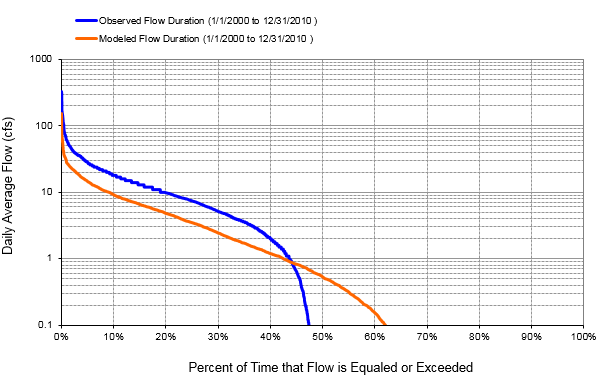 Observed Flow Duration (1/1/2000 to 12/31/2010 )
Modeled Flow Duration (1/1/2000 to 12/31/2010 )
Daily Average Flow (cfs)
1000
100
10
1
0.1
0% 10% 20% 30% 40% 50% 60% 70% 80% 90% 100%
Percent of Time that Flow is Equaled or Exceeded